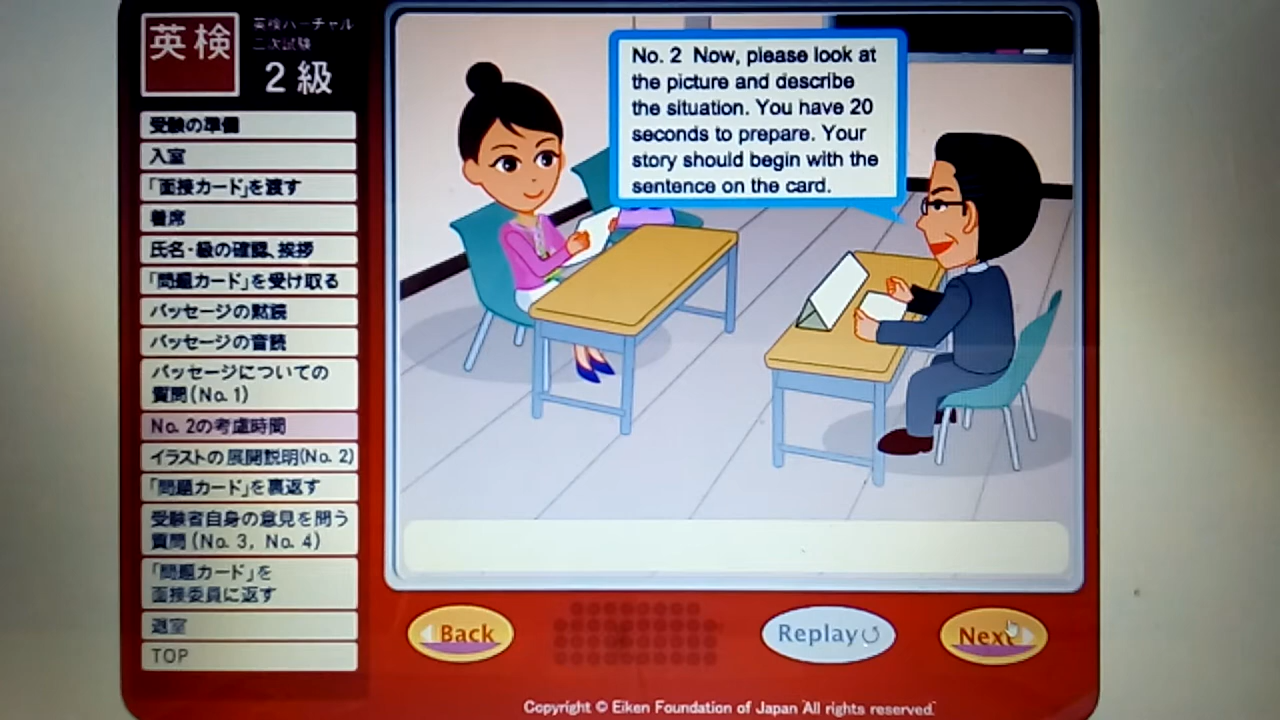 英検
英検バーチャル
二次試験
2級
受験の準備
入室
「面接カード」を渡す
着席
氏名・級の確認、挨拶
「問題カード」を受け取る
パッセージの黙読
パッセージの音読
パッセージについての
質問(No. 1)
No. 2の考慮時間
イラストの展開説明(No. 2)
「問題カード」を裏返す
受験者自身の意見を問う
質問(No. 3, No. 4)
「問題カード」を
面接委員に返す
退室
TOP
No. 2 Now, please look at
the picture and describe
the situation. You have 20
seconds to prepare. Your
story should begin with the
sentence on the card.
Back
Replay
Next
Copyright © Eiken Foundation of Japan All rights reserved.